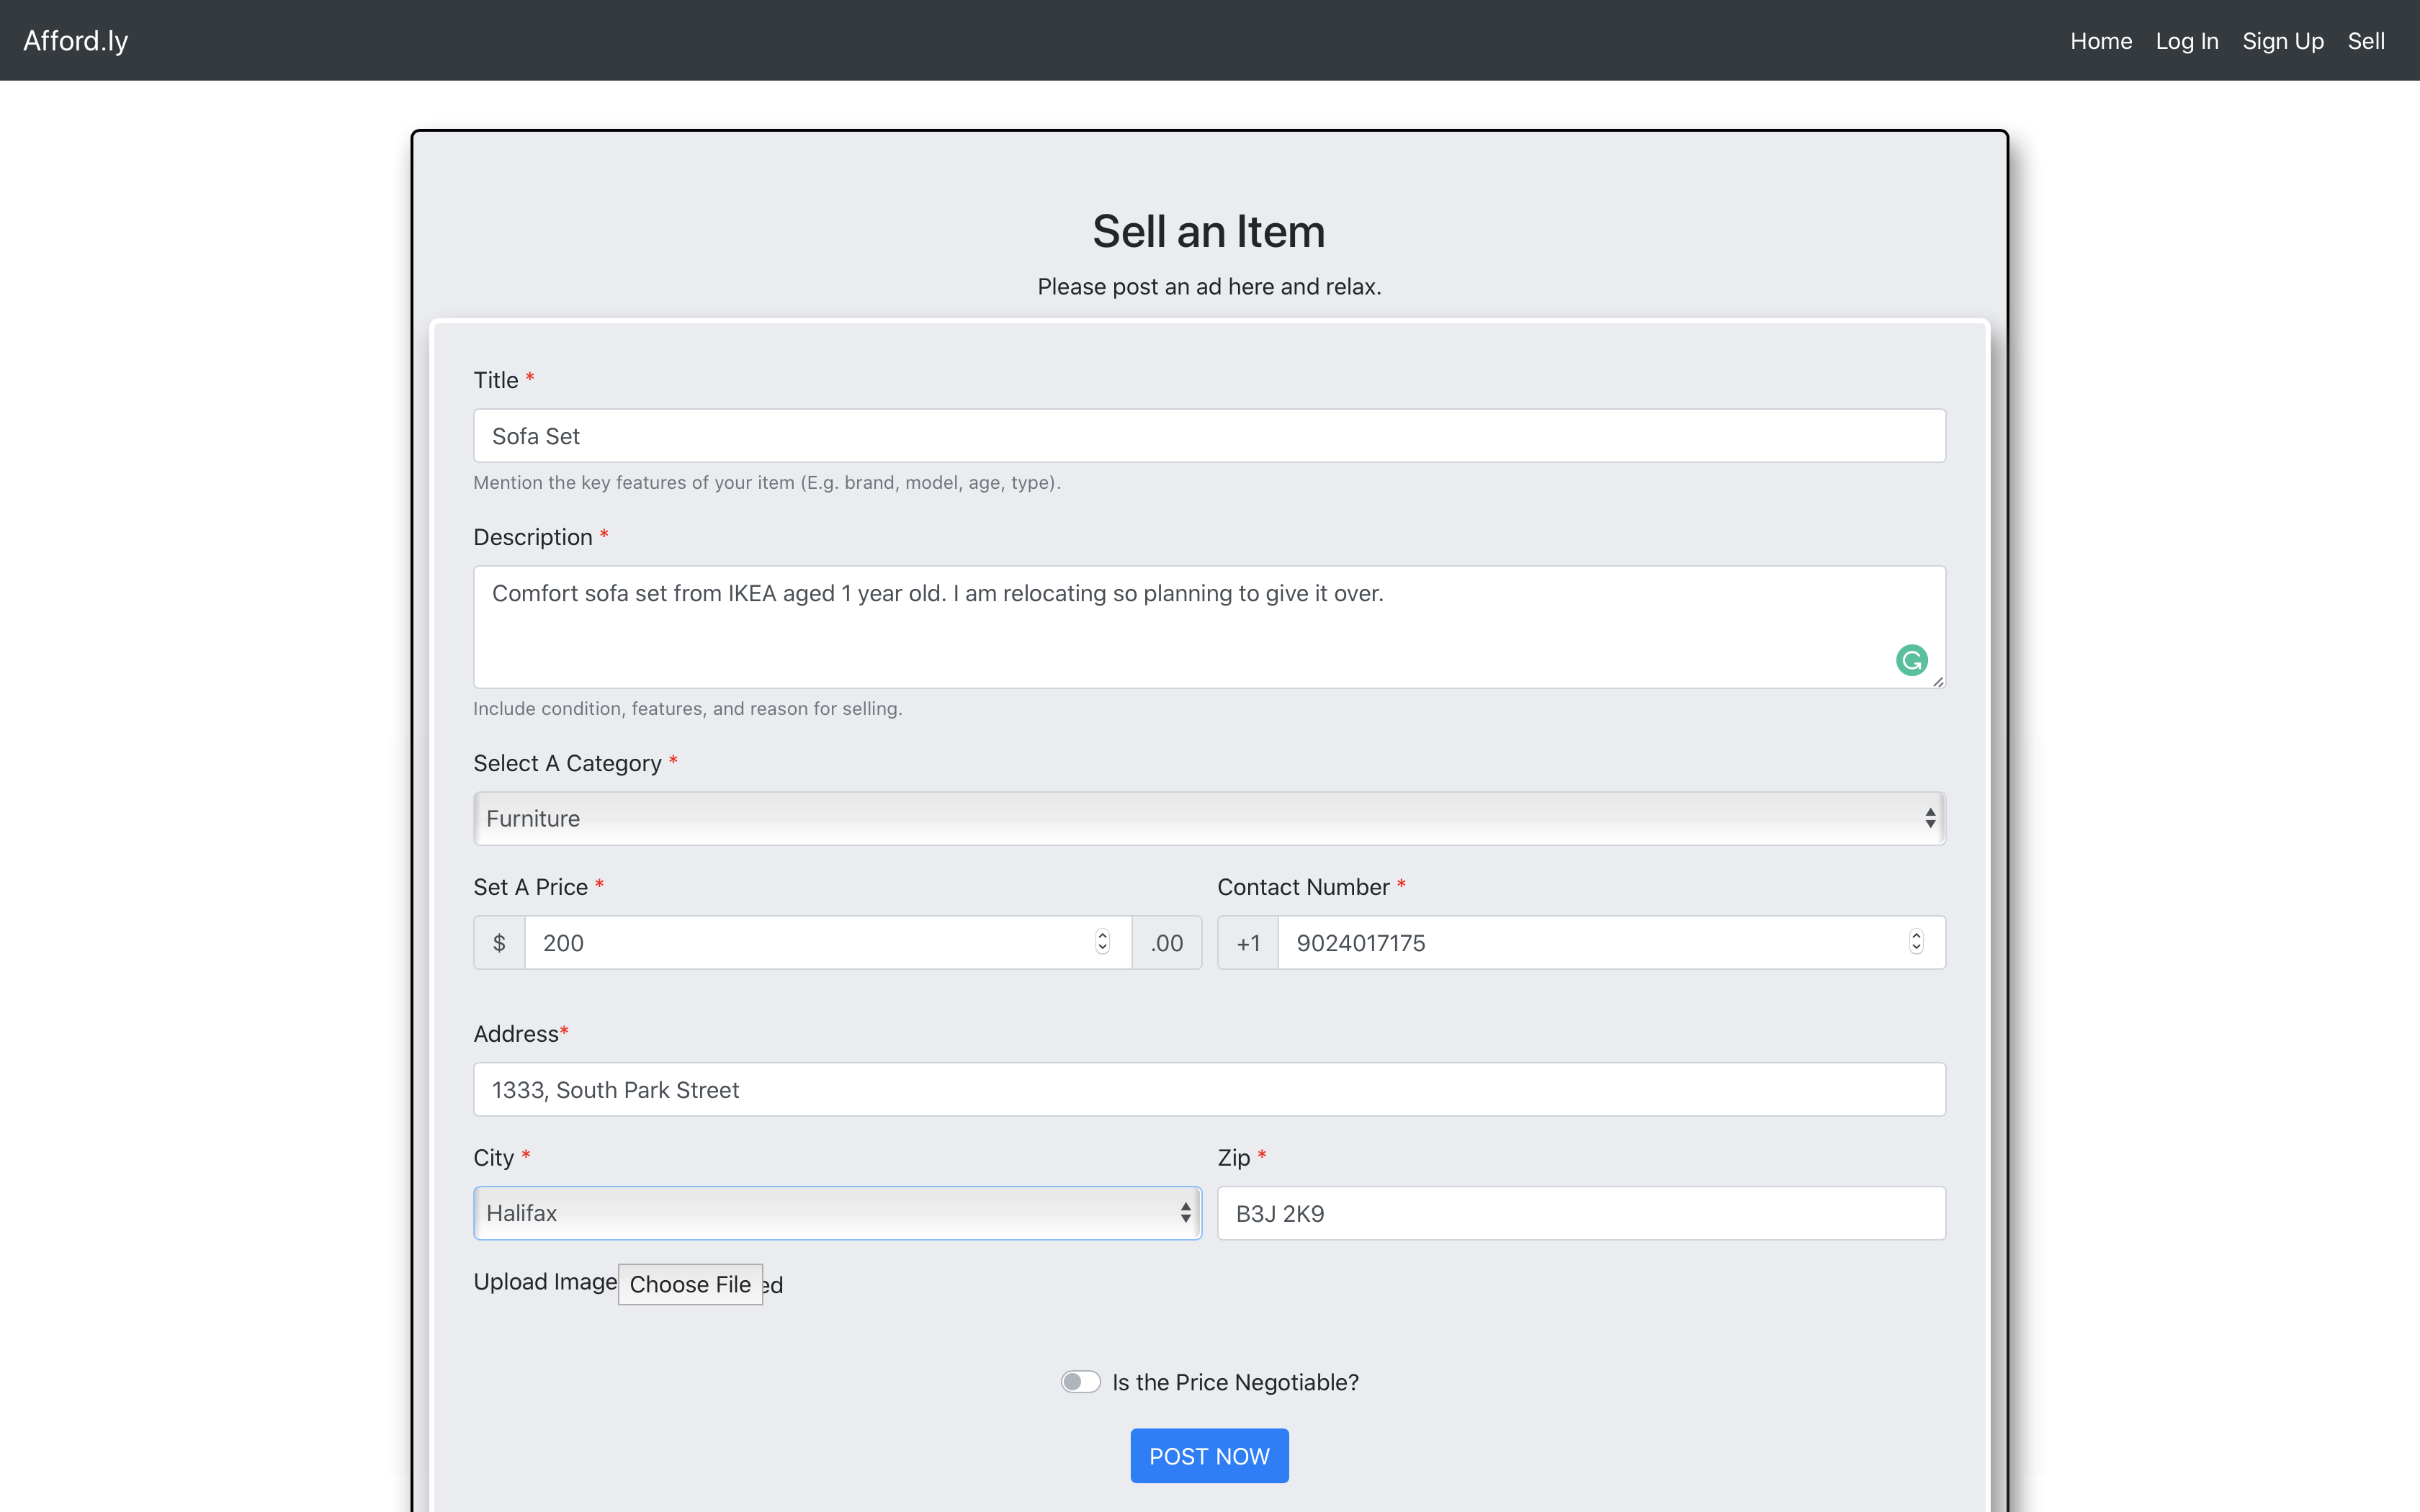 Afford.ly Home Log In Sign Up Sell
Sell an Item
Please post an ad here and relax.
Title *
Sofa Set
Mention the key features of your item (E.g. brand, model, age, type).
Description *
Comfort sofa set from IKEA aged 1 year old. I am relocating so planning to give it over.
Include condition, features, and reason for selling.
Select A Category *
Furniture
Set A Price * Contact Number *
$ 200 .00 +1 9024017175
Address*
1333, South Park Street
City * Zip *
Halifax B3J 2K9
Upload Image Choose File ed
Is the Price Negotiable?
POST NOW